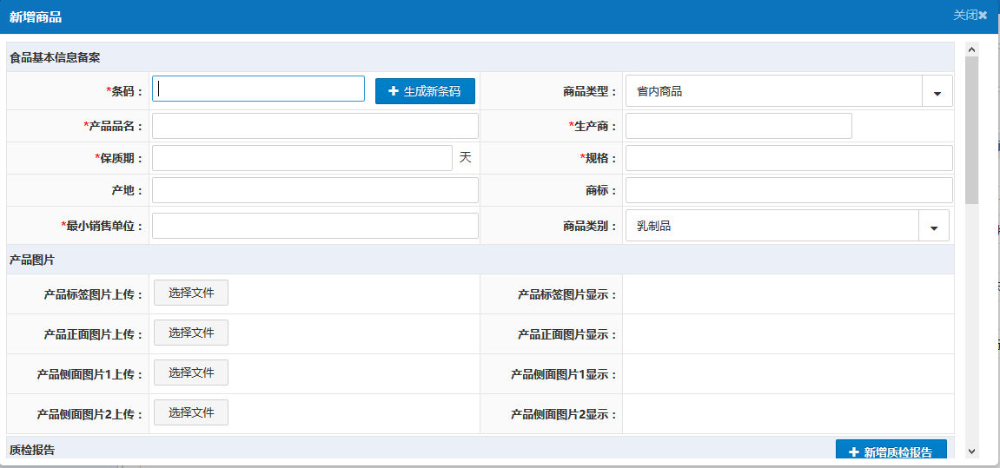 新增商品
关闭
食品基本信息备案
*条码：
生成新条码
商品类型：
省内商品
*产品品名：
*生产商：
*保质期：
天
*规格：
产地：
商标：
*最小销售单位：
商品类别：
乳制品
产品图片
产品标签图片上传：
选择文件
产品标签图片显示：
产品正面图片上传：
选择文件
产品正面图片显示：
产品侧面图片1上传：
选择文件
产品侧面图片1显示：
产品侧面图片2上传：
选择文件
产品侧面图片2显示：
质检报告
新增质检报告